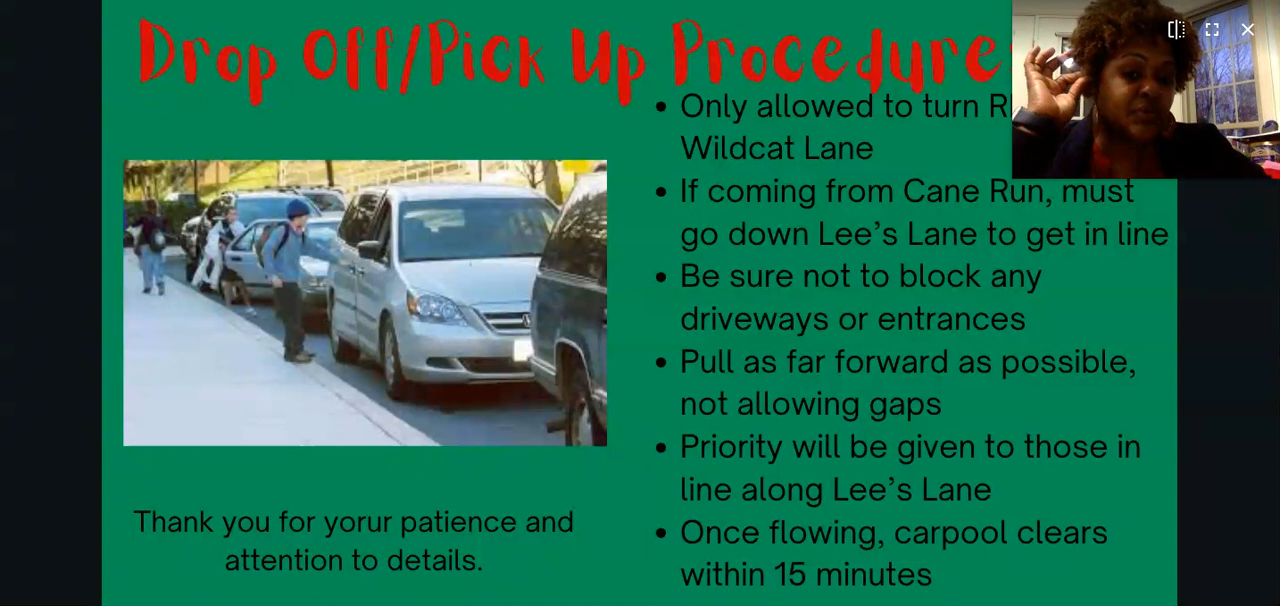 Drop Off/Pick Up Procedure
• Only allowed to turn
Wildcat Lane
• If coming from Cane Run, must
go down Lee's Lane to get in line
• Be sure not to block any
driveways or entrances
• Pull as far forward as possible,
not allowing gaps
• Priority will be given to those in
line along Lee's Lane
• Once flowing, carpool clears
within 15 minutes
Thank you for yorur patience and
attention to details.